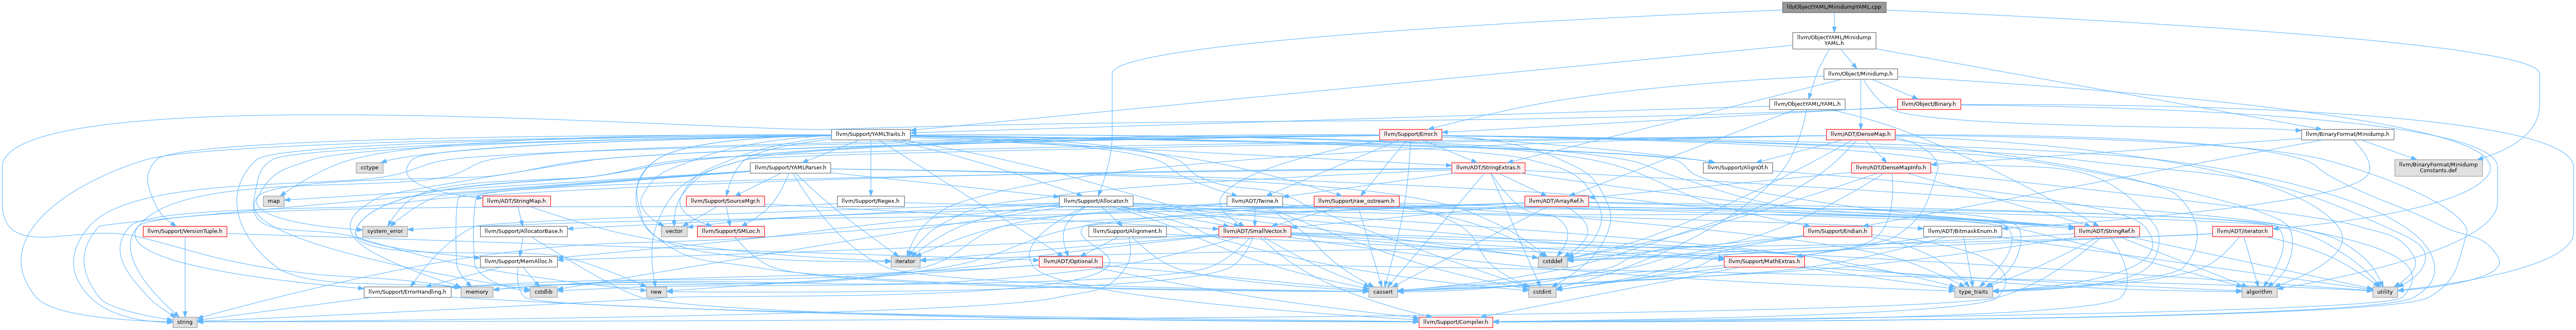 lib/ObjectYAML/MinidumpYAML.cpp
llvm/ObjectYAML/Minidump
YAML.h
llvm/Object/Minidump.h
llvm/ObjectYAML/YAML.h
llvm/Object/Binary.h
llvm/Support/YAMLTraits.h
llvm/Support/Error.h
llvm/ADT/DenseMap.h
llvm/BinaryFormat/Minidump.h
cctype
llvm/Support/YAMLParser.h
llvm/ADT/StringExtras.h
llvm/Support/AlignOf.h
llvm/ADT/DenseMapInfo.h
llvm/BinaryFormat/Minidump
Constants.def
map
llvm/ADT/StringMap.h
llvm/Support/SourceMgr.h
llvm/Support/Regex.h
llvm/Support/Allocator.h
llvm/ADT/Twine.h
llvm/Support/raw_ostream.h
llvm/ADT/ArrayRef.h
llvm/Support/VersionTuple.h
system_error
llvm/Support/AllocatorBase.h
vector
llvm/Support/SMLoc.h
llvm/Support/Alignment.h
llvm/ADT/SmallVector.h
llvm/Support/Endian.h
llvm/ADT/BitmaskEnum.h
llvm/ADT/StringRef.h
llvm/ADT/iterator.h
llvm/Support/MemAlloc.h
iterator
llvm/ADT/Optional.h
cstddef
llvm/Support/MathExtras.h
llvm/Support/ErrorHandling.h
memory
cstdlib
new
cassert
cstdint
type_traits
algorithm
utility
string
llvm/Support/Compiler.h